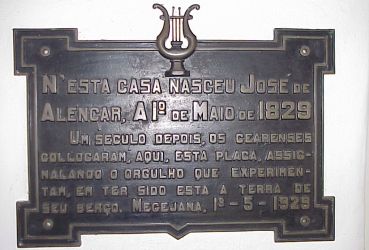 N'ESTA CASA NASCEU JOSÉ DE
ALENCAR, A 1º DE MAIO DE 1829
UM SECULO DEPOIS, OS CEARENSES
COLLOCARAM, AQUI, ESTA PLACA, ASSIG-
MALANDO O ORGULHO QUE EXPERIMEN-
TAM, EM TER SIDO ESTA A TERRA DE
SEU BERÇO. MECEJANA, 1º-5-1929